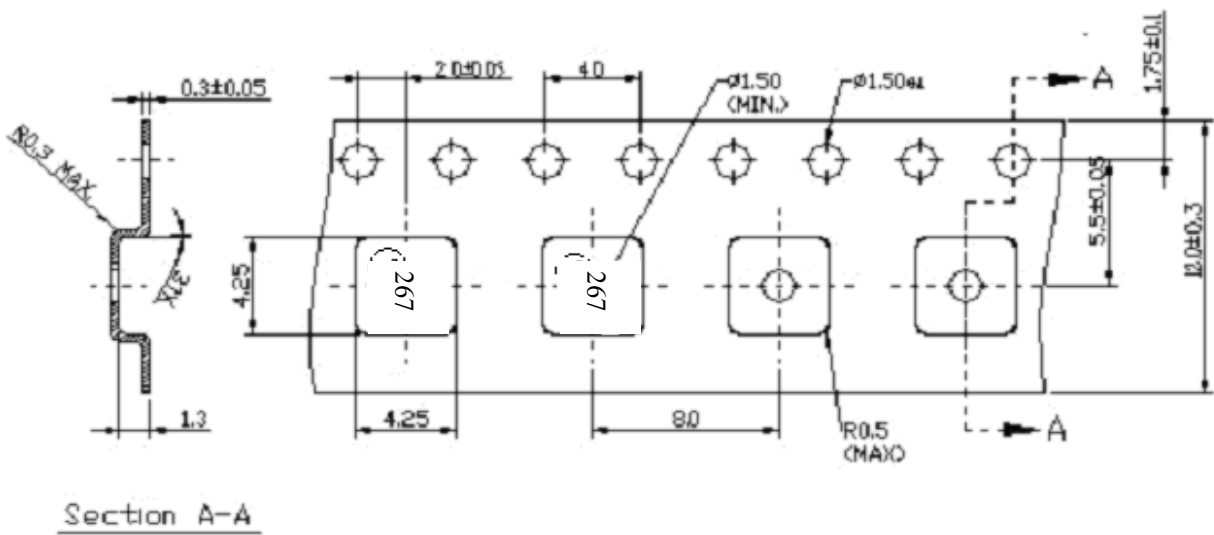 0.3±0.05
2.0±0.05
4.0
Ø1.50
(MIN.)
Ø1.50
A
1.75±0.1
R0.3 MAX.
5.5±0.05
12.0±0.3
4.25
267
267
1.3
4.25
8.0
R0.5
(MAX)
A
Section A-A